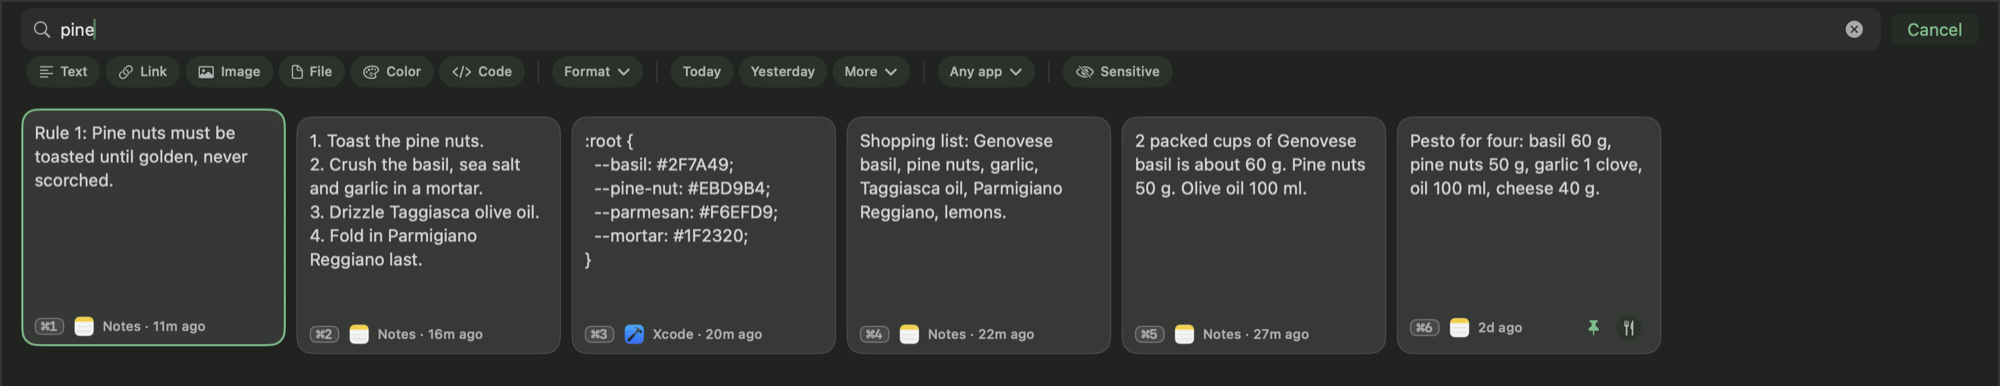 pine
Cancel
Text
Link
Image
File
Color
Code
Format
Today
Yesterday
More
Any app
Sensitive
Rule 1: Pine nuts must be
toasted until golden, never
scorched.
⌘1
Notes · 11m ago
1. Toast the pine nuts.
2. Crush the basil, sea salt
and garlic in a mortar.
3. Drizzle Taggiasca olive oil.
4. Fold in Parmigiano
Reggiano last.
⌘2
Notes · 16m ago
:root {
--basil: #2F7A49;
--pine-nut: #EBD9B4;
--parmesan: #F6EFD9;
--mortar: #1F2320;
}
⌘3
Xcode · 20m ago
Shopping list: Genovese
basil, pine nuts, garlic,
Taggiasca oil, Parmigiano
Reggiano, lemons.
⌘4
Notes · 22m ago
2 packed cups of Genovese
basil is about 60 g. Pine nuts
50 g. Olive oil 100 ml.
⌘5
Notes · 27m ago
Pesto for four: basil 60 g,
pine nuts 50 g, garlic 1 clove,
oil 100 ml, cheese 40 g.
⌘6
2d ago